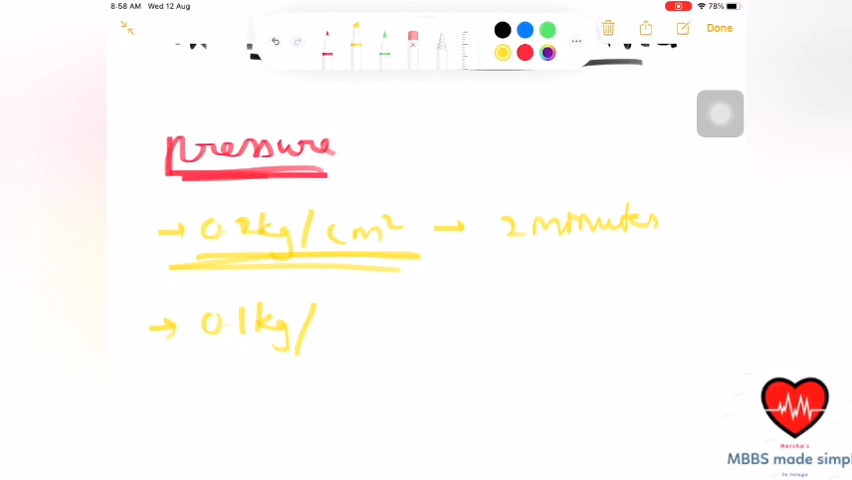 8:58 AM Wed 12 Aug
78%
Done
pressure
→ 0.2kg/cm² → 2 minutes
→ 0.1kg/
Harsha's
MBBS made simpl